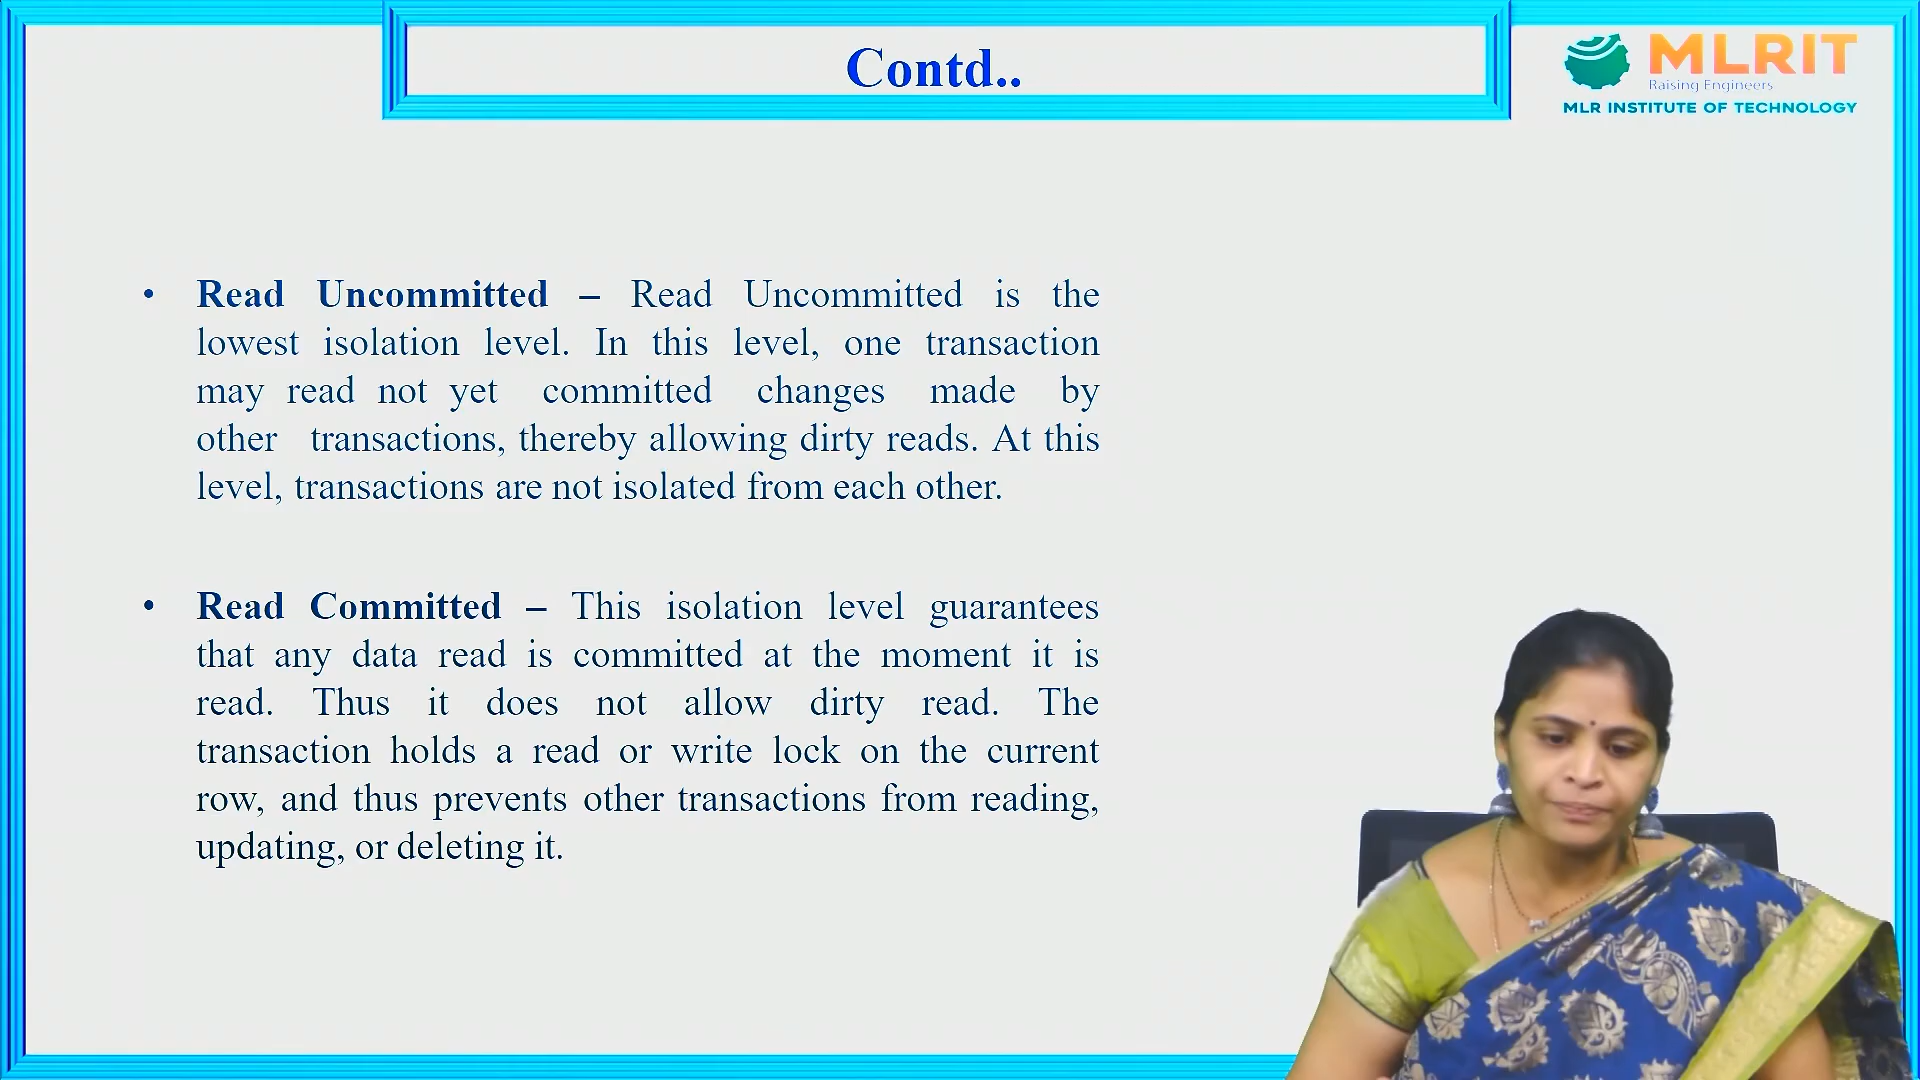 Contd..
MLRIT
Raising Engineers
MLR INSTITUTE OF TECHNOLOGY
• Read Uncommitted – Read Uncommitted is the
lowest isolation level. In this level, one transaction
may read not yet committed changes made by
other transactions, thereby allowing dirty reads. At this
level, transactions are not isolated from each other.
• Read Committed – This isolation level guarantees
that any data read is committed at the moment it is
read. Thus it does not allow dirty read. The
transaction holds a read or write lock on the current
row, and thus prevents other transactions from reading,
updating, or deleting it.